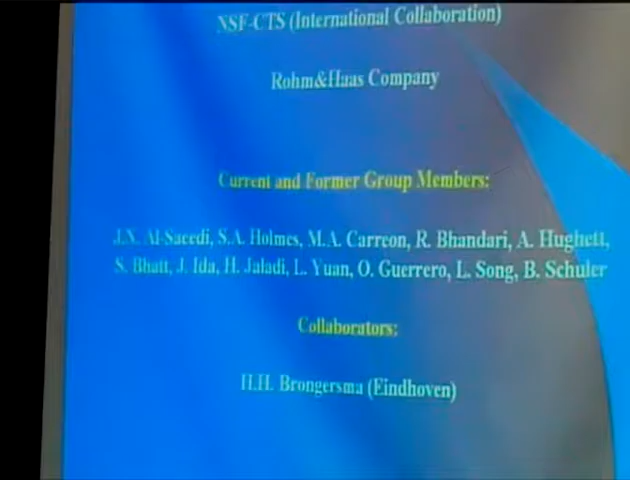 NSF-CTS (International Collaboration)
Rohm&Haas Company
Current and Former Group Members:
J.N. Al-Saeedi, S.A. Holmes, M.A. Carreon, R. Bhandari, A. Hughett,
S. Bhatt, J. Ida, H. Jaladi, L. Yuan, O. Guerrero, L. Song, B. Schuler
Collaborators:
H.H. Brongersma (Eindhoven)